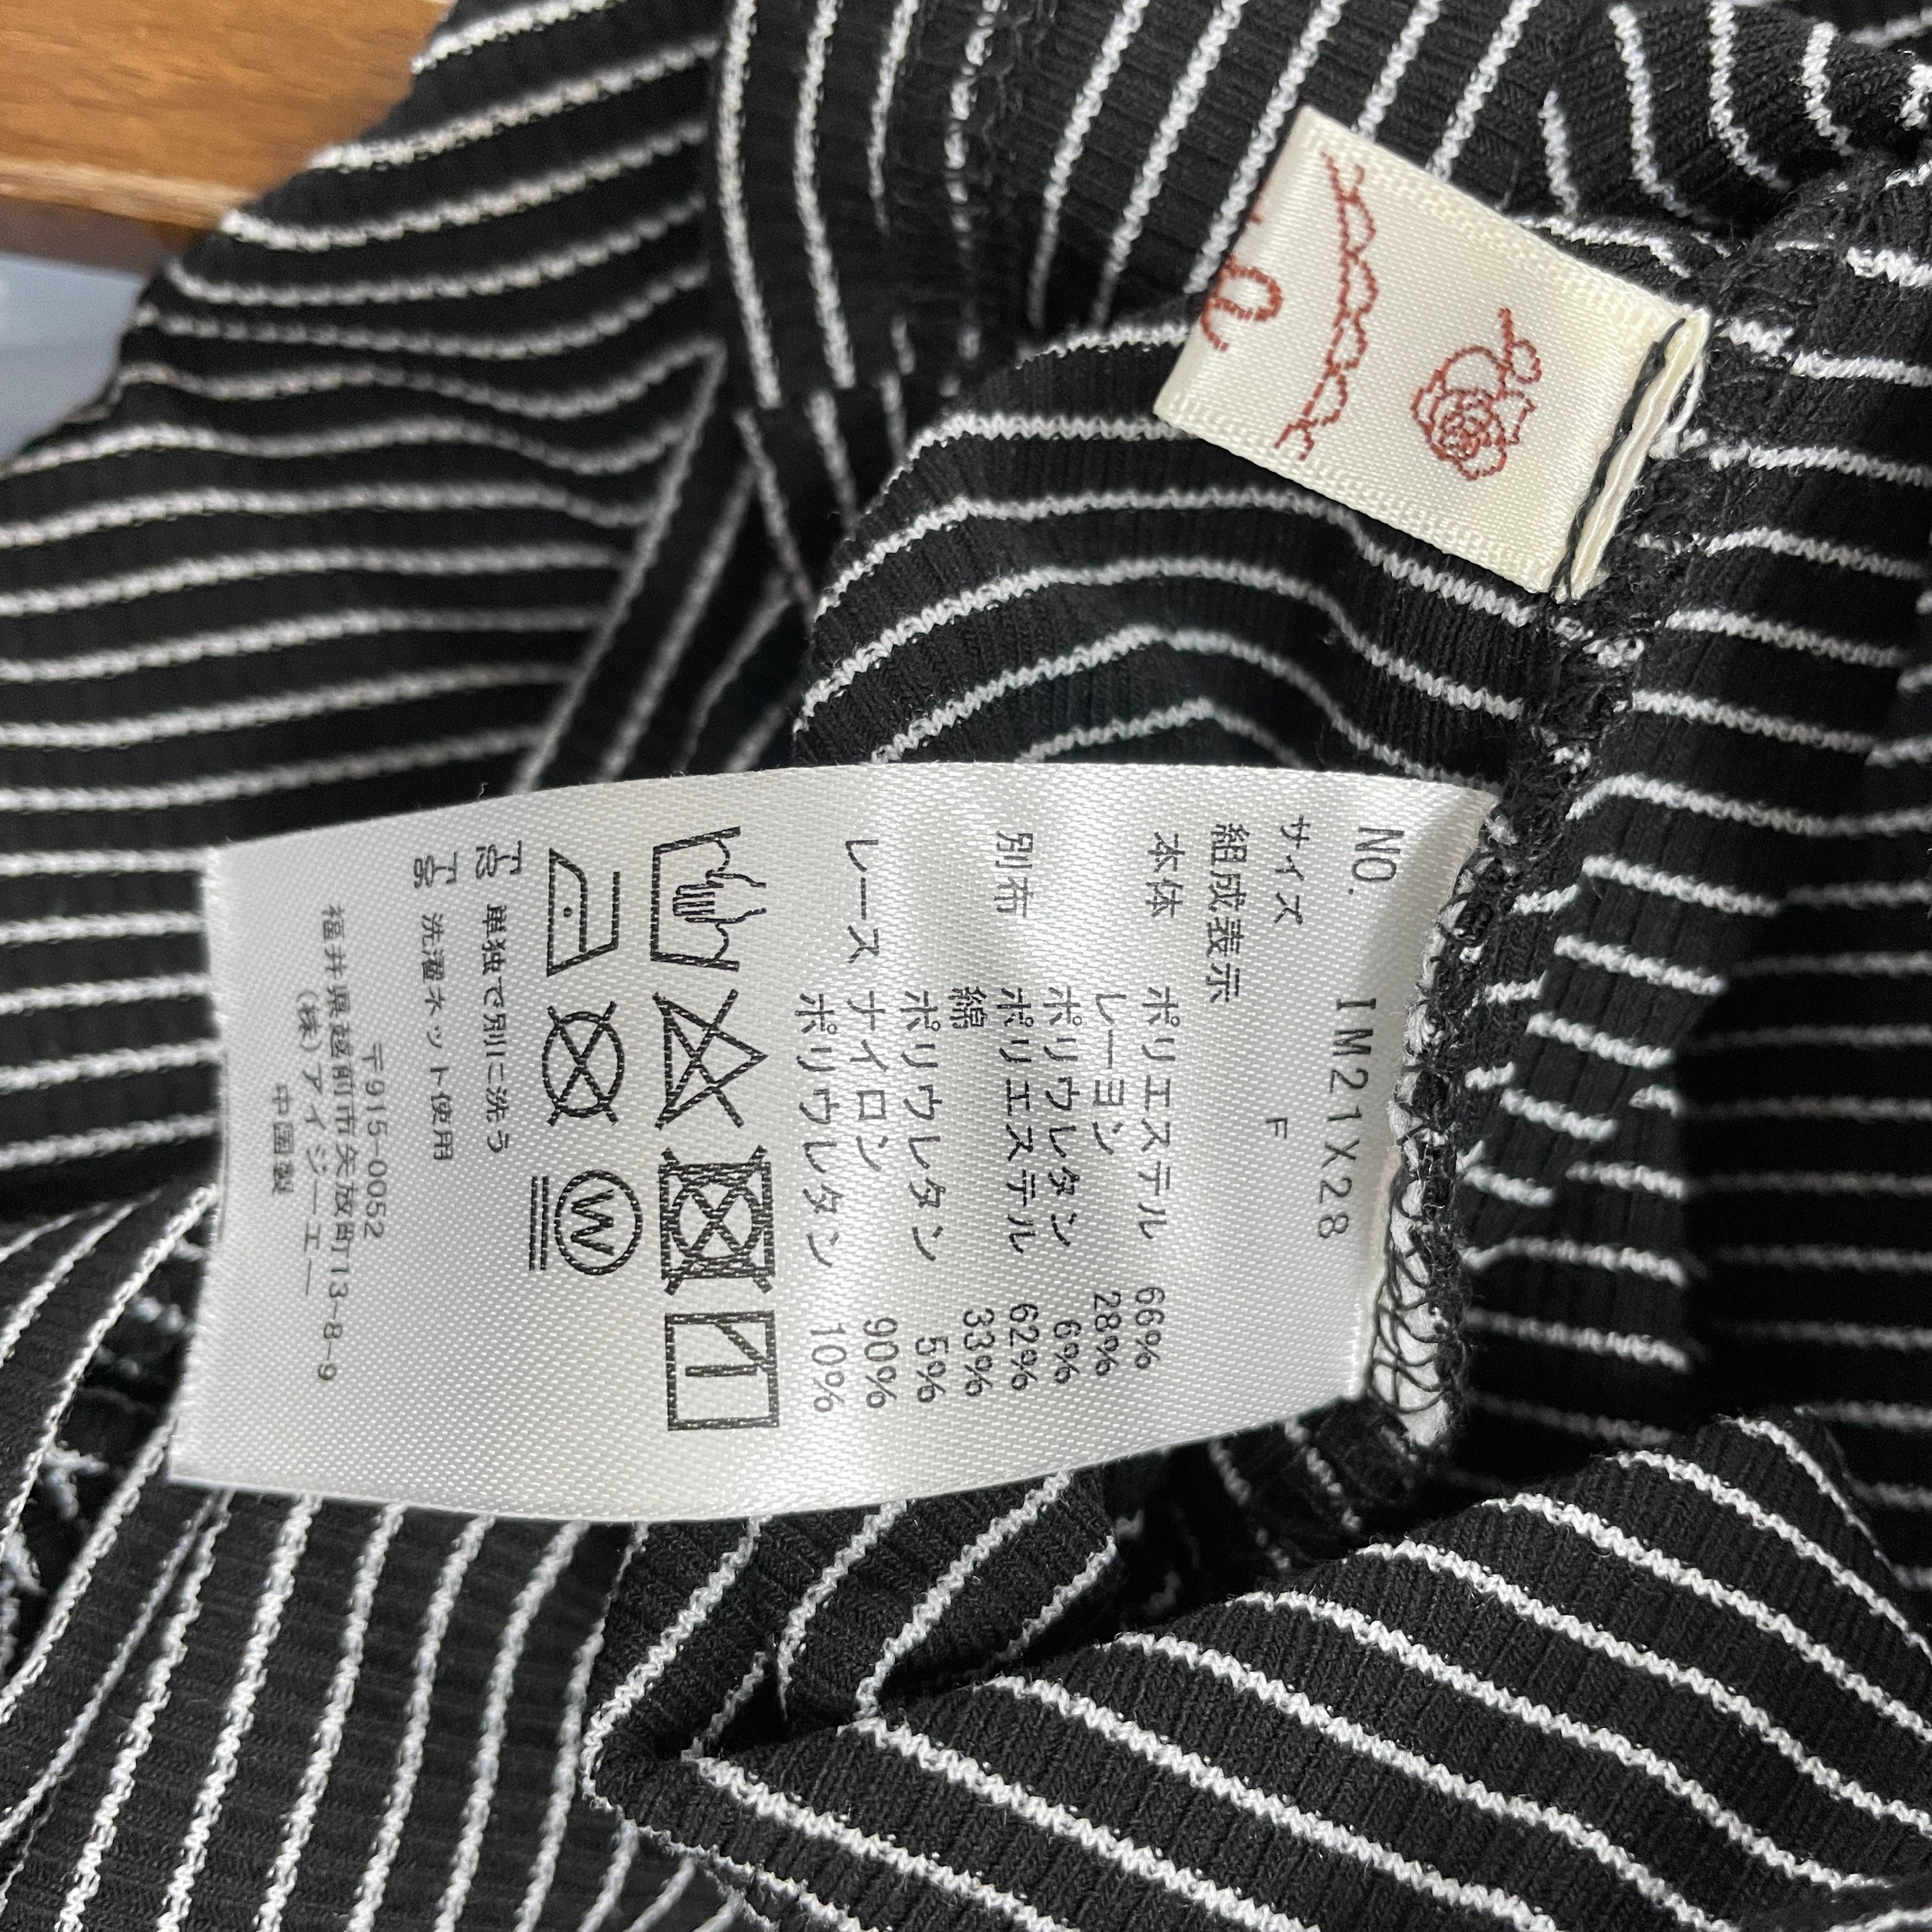 NO. IM21X28
サイズ F
組成表示
本体 ポリエステル 66%
レーヨン 28%
ポリウレタン 6%
別布 ポリエステル 62%
綿 33%
ポリウレタン 5%
レース ナイロン 90%
ポリウレタン 10%
W
単独で別に洗う
洗濯ネット使用
〒915-0052
福井県越前市矢放町13-8-9
(株)アイジーエー
中国製